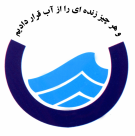 و هر چیز زنده ای را از آب قرار دادیم